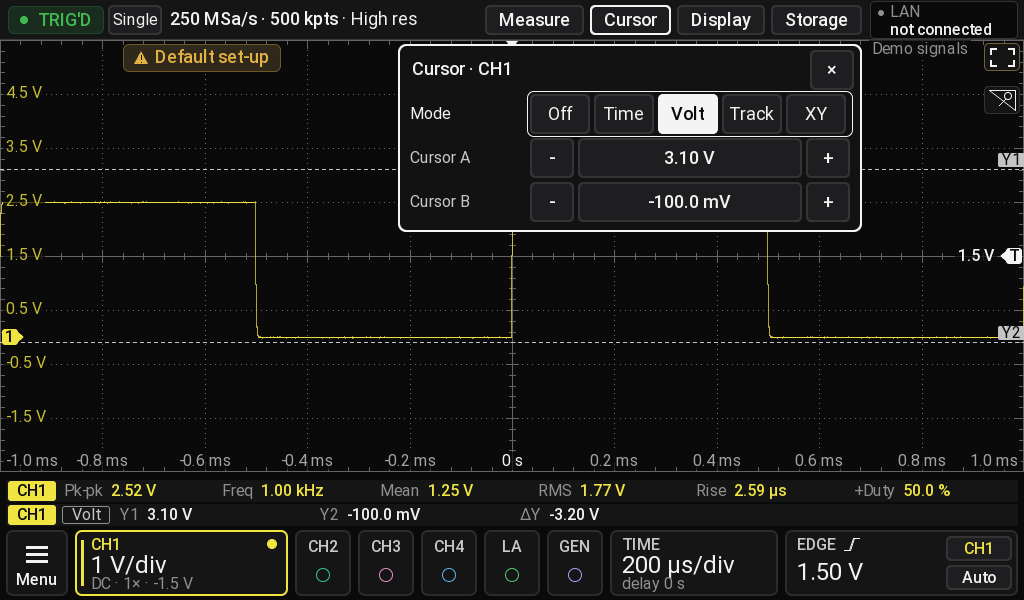 TRIG'D Single 250 MSa/s · 500 kpts · High res Measure Cursor Display Storage LAN
not connected
Default set-up
Demo signals
Cursor · CH1 ×
Mode Off Time Volt Track XY
Cursor A - 3.10 V +
Cursor B - -100.0 mV +
4.5 V
3.5 V
Y1
2.5 V
1.5 V
1.5 V T
0.5 V
1
Y2
-0.5 V
-1.5 V
-1.0 ms -0.8 ms -0.6 ms -0.4 ms -0.2 ms 0 s 0.2 ms 0.4 ms 0.6 ms 0.8 ms 1.0 ms
CH1 Pk-pk 2.52 V Freq 1.00 kHz Mean 1.25 V RMS 1.77 V Rise 2.59 µs +Duty 50.0 %
CH1 Volt Y1 3.10 V Y2 -100.0 mV ΔY -3.20 V
Menu
CH1
1 V/div
DC · 1× · -1.5 V
CH2
CH3
CH4
LA
GEN
TIME
200 µs/div
delay 0 s
EDGE
1.50 V
CH1
Auto